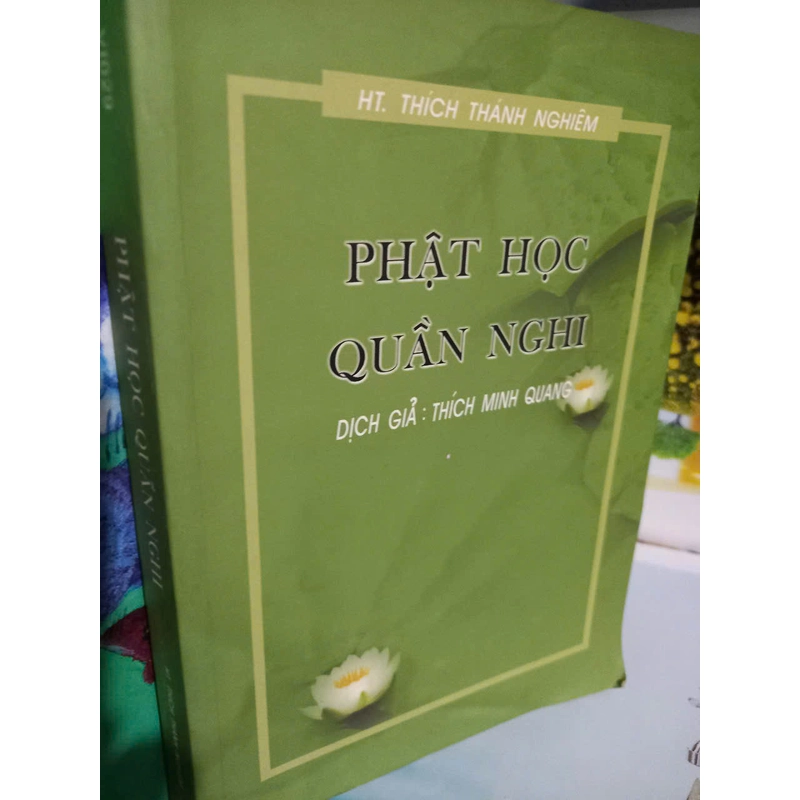 HT. THÍCH THÁNH NGHIÊM
PHẬT HỌC
QUẦN NGHI
DỊCH GIẢ : THÍCH MINH QUANG
PHẬT HỌC QUẦN NGHI